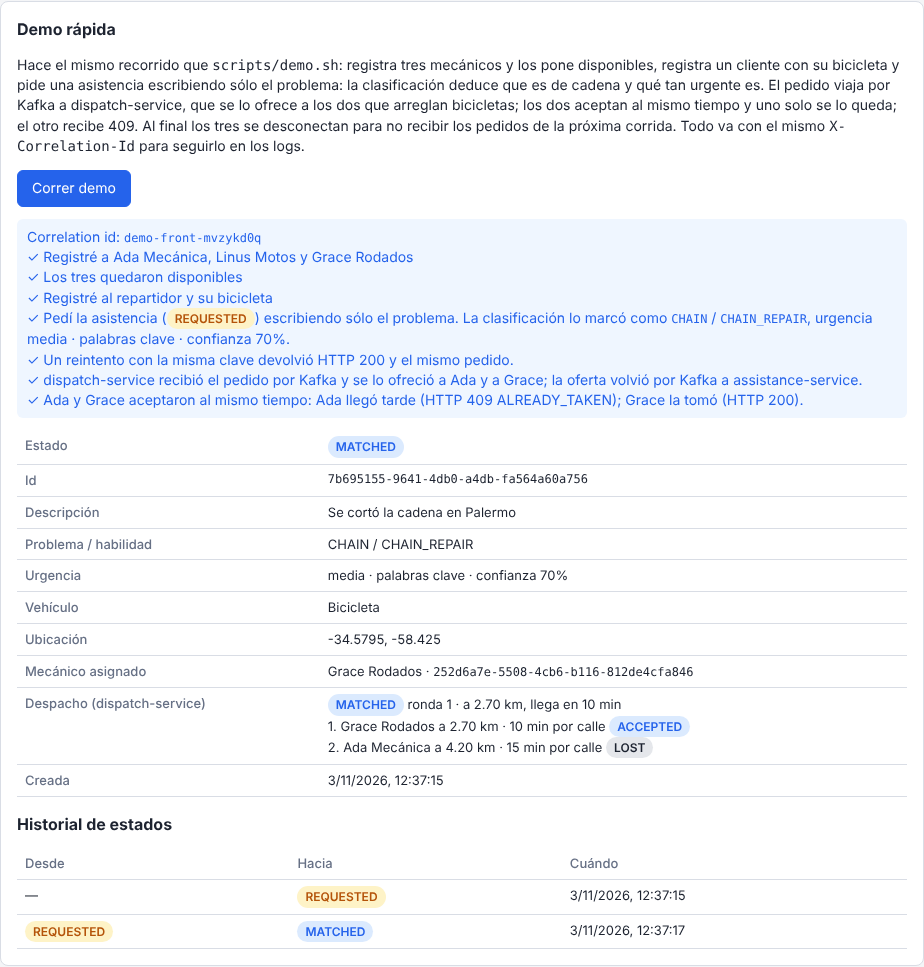 Demo rápida
Hace el mismo recorrido que scripts/demo.sh: registra tres mecánicos y los pone disponibles, registra un cliente con su bicicleta y
pide una asistencia escribiendo sólo el problema: la clasificación deduce que es de cadena y qué tan urgente es. El pedido viaja por
Kafka a dispatch-service, que se lo ofrece a los dos que arreglan bicicletas; los dos aceptan al mismo tiempo y uno solo se lo queda;
el otro recibe 409. Al final los tres se desconectan para no recibir los pedidos de la próxima corrida. Todo va con el mismo X-
Correlation-Id para seguirlo en los logs.
Correr demo
Correlation id: demo-front-mvzykd0q
✓ Registré a Ada Mecánica, Linus Motos y Grace Rodados
✓ Los tres quedaron disponibles
✓ Registré al repartidor y su bicicleta
✓ Pedí la asistencia ( REQUESTED ) escribiendo sólo el problema. La clasificación lo marcó como CHAIN / CHAIN_REPAIR, urgencia
media · palabras clave · confianza 70%.
✓ Un reintento con la misma clave devolvió HTTP 200 y el mismo pedido.
✓ dispatch-service recibió el pedido por Kafka y se lo ofreció a Ada y a Grace; la oferta volvió por Kafka a assistance-service.
✓ Ada y Grace aceptaron al mismo tiempo: Ada llegó tarde (HTTP 409 ALREADY_TAKEN); Grace la tomó (HTTP 200).
Estado MATCHED
Id 7b695155-9641-4db0-a4db-fa564a60a756
Descripción Se cortó la cadena en Palermo
Problema / habilidad CHAIN / CHAIN_REPAIR
Urgencia media · palabras clave · confianza 70%
Vehículo Bicicleta
Ubicación -34.5795, -58.425
Mecánico asignado Grace Rodados · 252d6a7e-5508-4cb6-b116-812de4cfa846
Despacho (dispatch-service) MATCHED ronda 1 · a 2.70 km, llega en 10 min
1. Grace Rodados a 2.70 km · 10 min por calle ACCEPTED
2. Ada Mecánica a 4.20 km · 15 min por calle LOST
Creada 3/11/2026, 12:37:15
Historial de estados
Desde Hacia Cuándo
— REQUESTED 3/11/2026, 12:37:15
REQUESTED MATCHED 3/11/2026, 12:37:17